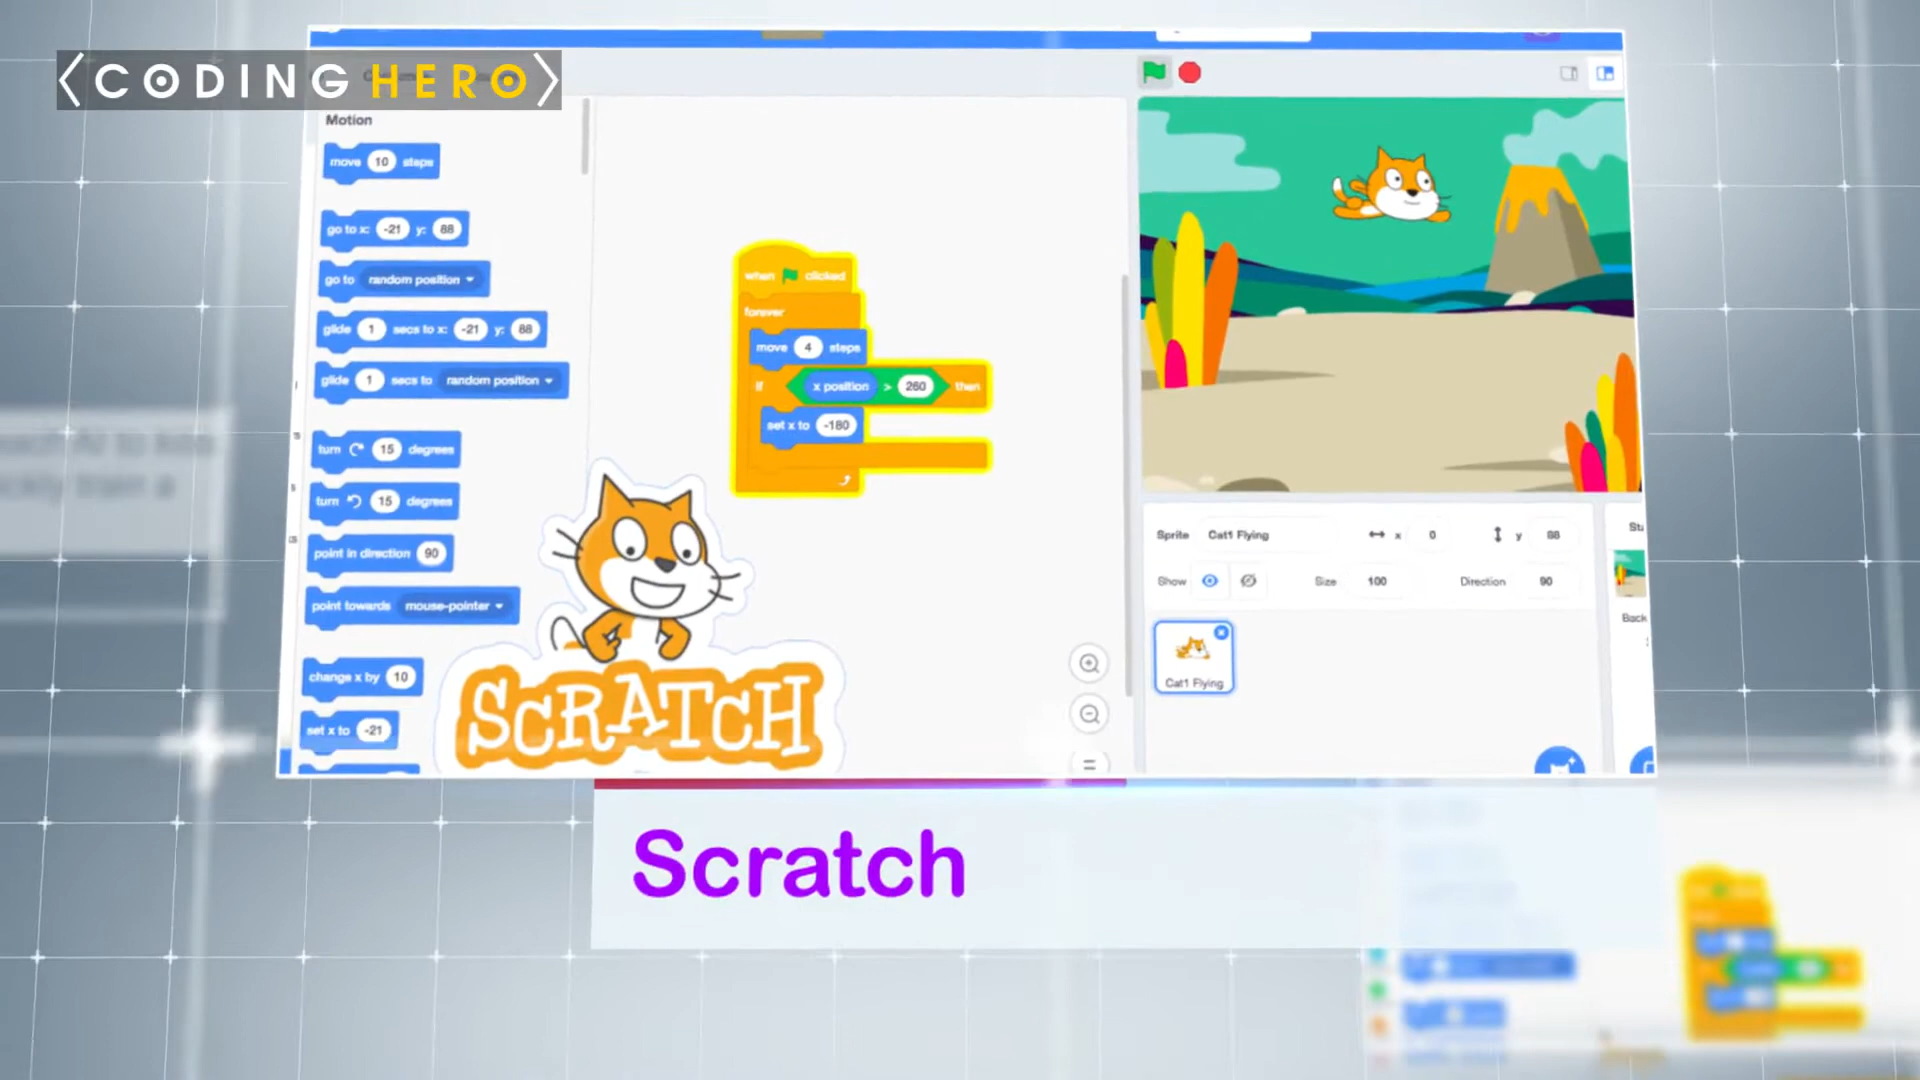 CODING HERO
Motion
move 10 steps
go to x: -21 y: 88
go to random position
glide 1 secs to x: -21 y: 88
glide 1 secs to random position
turn 15 degrees
turn 15 degrees
point in direction 90
point towards mouse-pointer
change x by 10
set x to -21
when clicked
forever
move 4 steps
if x position > 260 then
set x to -180
SCRATCH
Sprite Cat1 Flying x 0 y 88
Show Size 100 Direction 90
Cat1 Flying
Back
Scratch